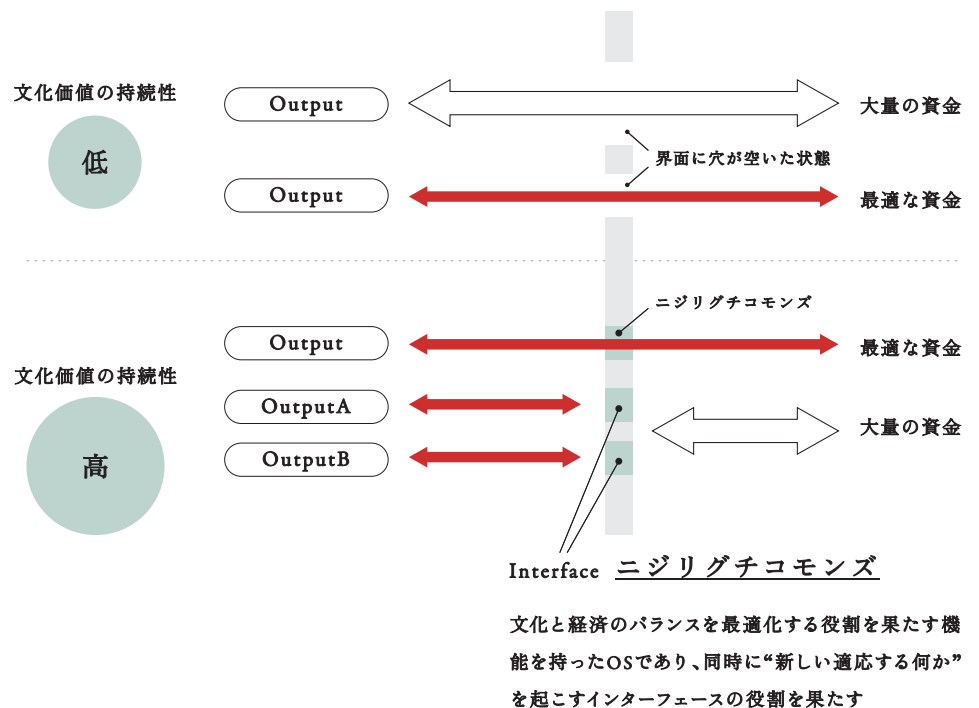 文化価値の持続性
低
Output
大量の資金
界面に穴が空いた状態
Output
最適な資金
ニジリグチコモンズ
Output
最適な資金
文化価値の持続性
高
OutputA
大量の資金
OutputB
Interface ニジリグチコモンズ
文化と経済のバランスを最適化する役割を果たす機
能を持ったOSであり、同時に“新しい適応する何か”
を起こすインターフェースの役割を果たす